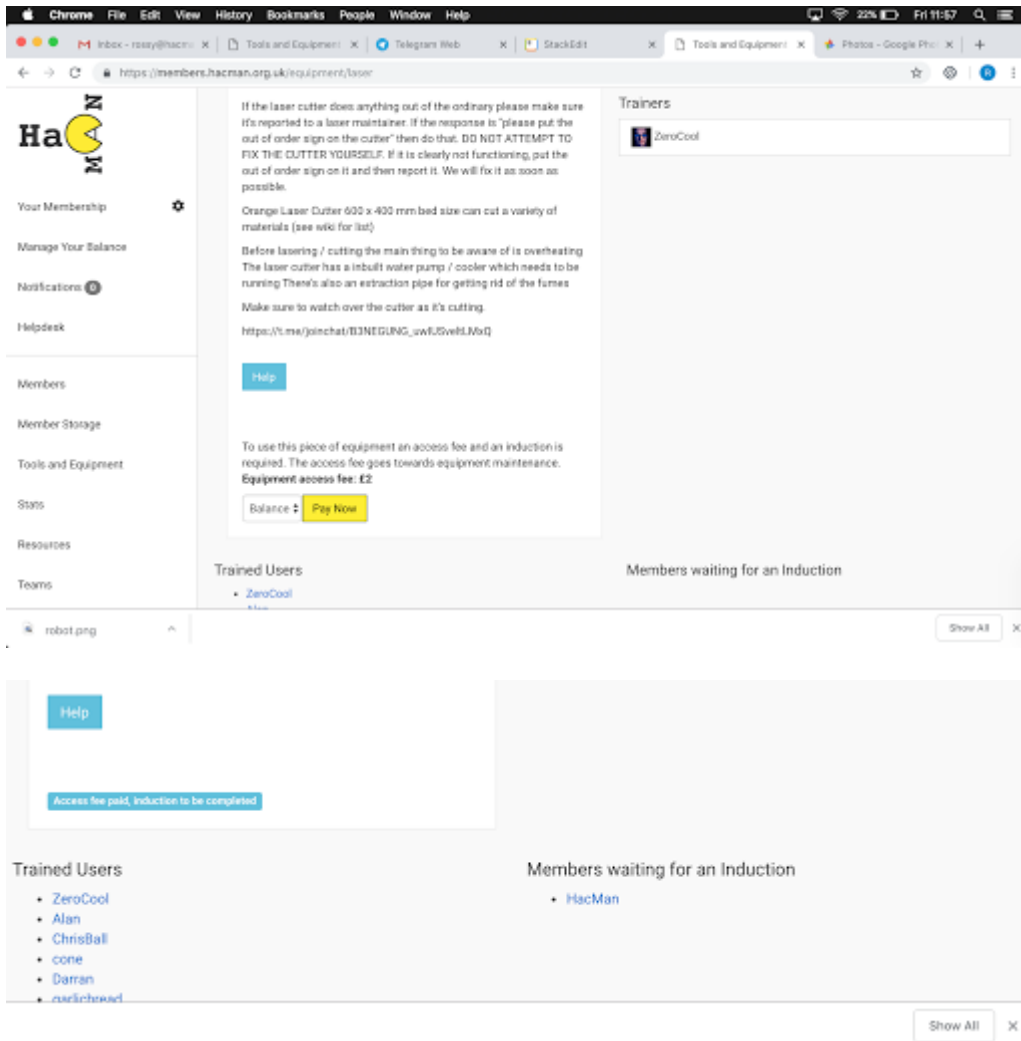 Chrome File Edit View History Bookmarks People Window Help
22% Fri 11:57
Inbox - rossy@hacm
Tools and Equipment
Telegram Web
StackEdit
Tools and Equipment
Photos - Google Pho
https://members.hacman.org.uk/equipment/laser
R
HaC
MAN
Your Membership
Manage Your Balance
Notifications 0
Helpdesk
Members
Member Storage
Tools and Equipment
Stats
Resources
Teams
If the laser cutter does anything out of the ordinary please make sure
it's reported to a laser maintainer. If the response is "please put the
out of order sign on the cutter" then do that. DO NOT ATTEMPT TO
FIX THE CUTTER YOURSELF. If it is clearly not functioning, put the
out of order sign on it and then report it. We will fix it as soon as
possible.
Orange Laser Cutter 600 x 400 mm bed size can cut a variety of
materials (see wiki for list)
Before lasering / cutting the main thing to be aware of is overheating
The laser cutter has a inbuilt water pump / cooler which needs to be
running There's also an extraction pipe for getting rid of the fumes
Make sure to watch over the cutter as it's cutting.
Help
To use this piece of equipment an access fee and an induction is
required. The access fee goes towards equipment maintenance.
Equipment access fee: £2
Balance Pay Now
Trainers
ZeroCool
Trained Users
ZeroCool
Alan
Members waiting for an Induction
robot.png
Show All
Help
Access fee paid, induction to be completed
Trained Users
ZeroCool
Alan
ChrisBall
cone
Darran
garlicbread
Members waiting for an Induction
HacMan
Show All